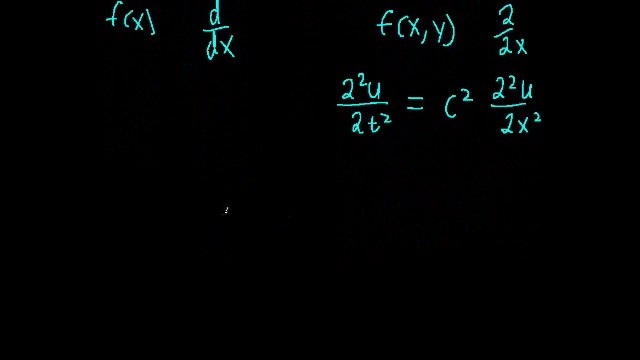 f(x) d/dx f(x,y) ∂/∂x
∂²u/∂t² = c² ∂²u/∂x²